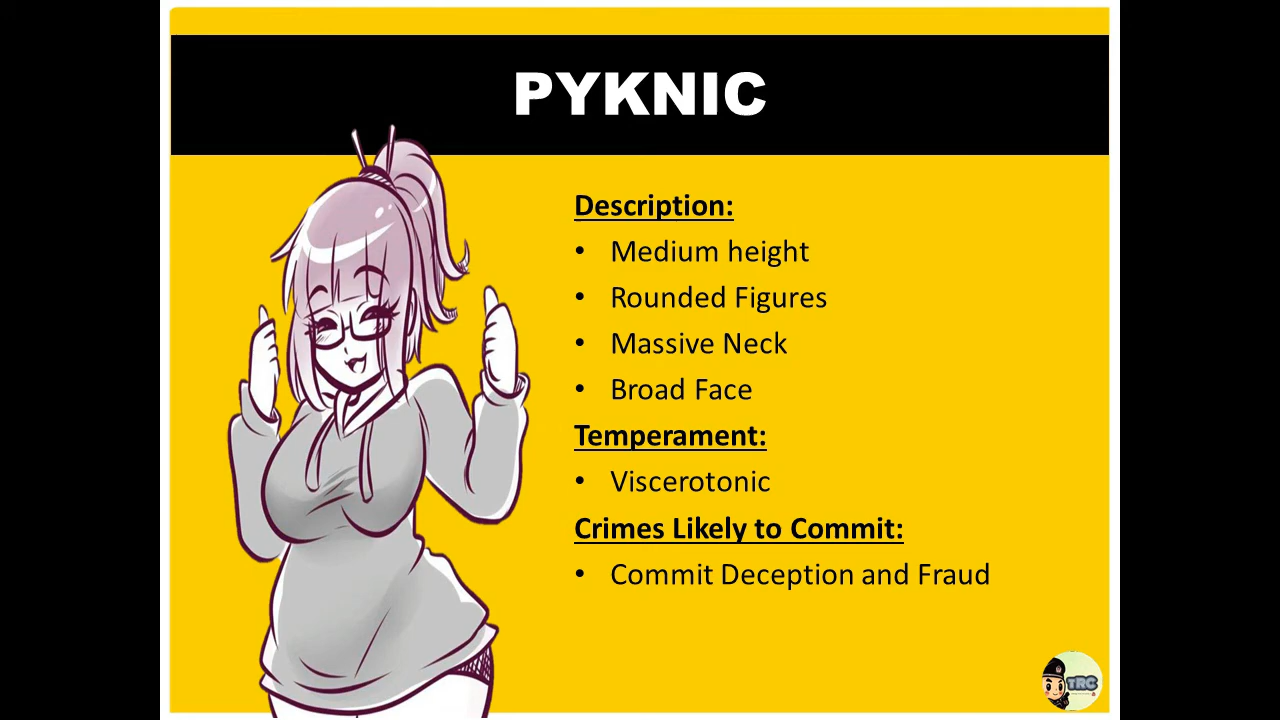 PYKNIC
Description:
• Medium height
• Rounded Figures
• Massive Neck
• Broad Face
Temperament:
• Viscerotonic
Crimes Likely to Commit:
• Commit Deception and Fraud
TRC